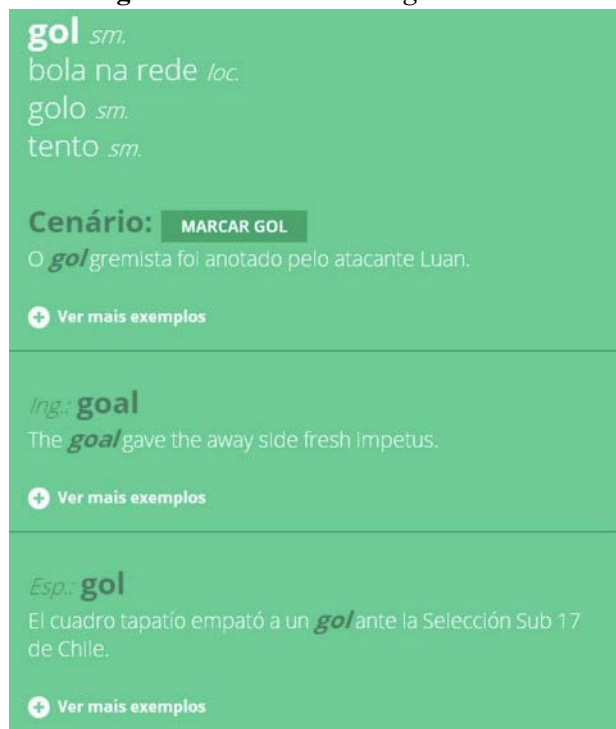 gol sm.
bola na rede loc.
golo sm.
tento sm.
Cenário: MARCAR GOL
O gol gremista foi anotado pelo atacante Luan.
Ver mais exemplos
Ing.: goal
The goal gave the away side fresh impetus.
Ver mais exemplos
Esp.: gol
El cuadro tapatío empató a un gol ante la Selección Sub 17
de Chile.
Ver mais exemplos